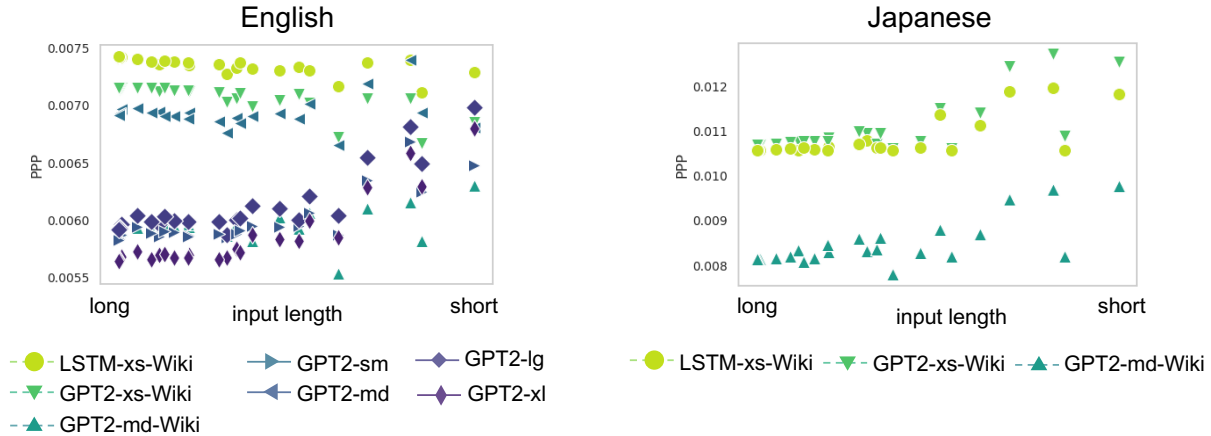 English
0.0075
0.0070
0.0065
0.0060
0.0055
PPP
long
input length
short
LSTM-xs-Wiki
GPT2-sm
GPT2-lg
GPT2-xs-Wiki
GPT2-md
GPT2-xl
GPT2-md-Wiki
Japanese
0.012
0.011
0.010
0.009
0.008
PPP
long
input length
short
LSTM-xs-Wiki
GPT2-xs-Wiki
GPT2-md-Wiki